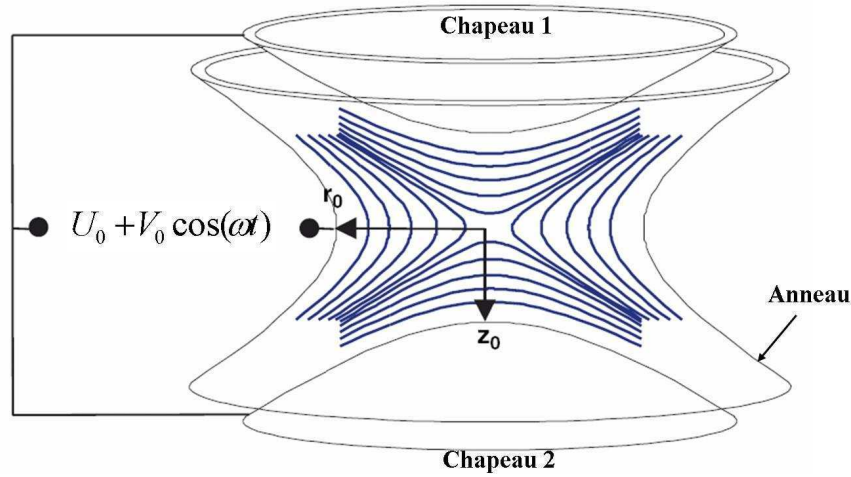 Chapeau 1
r₀
U₀ + V₀ cos(ωt)
Anneau
z₀
Chapeau 2